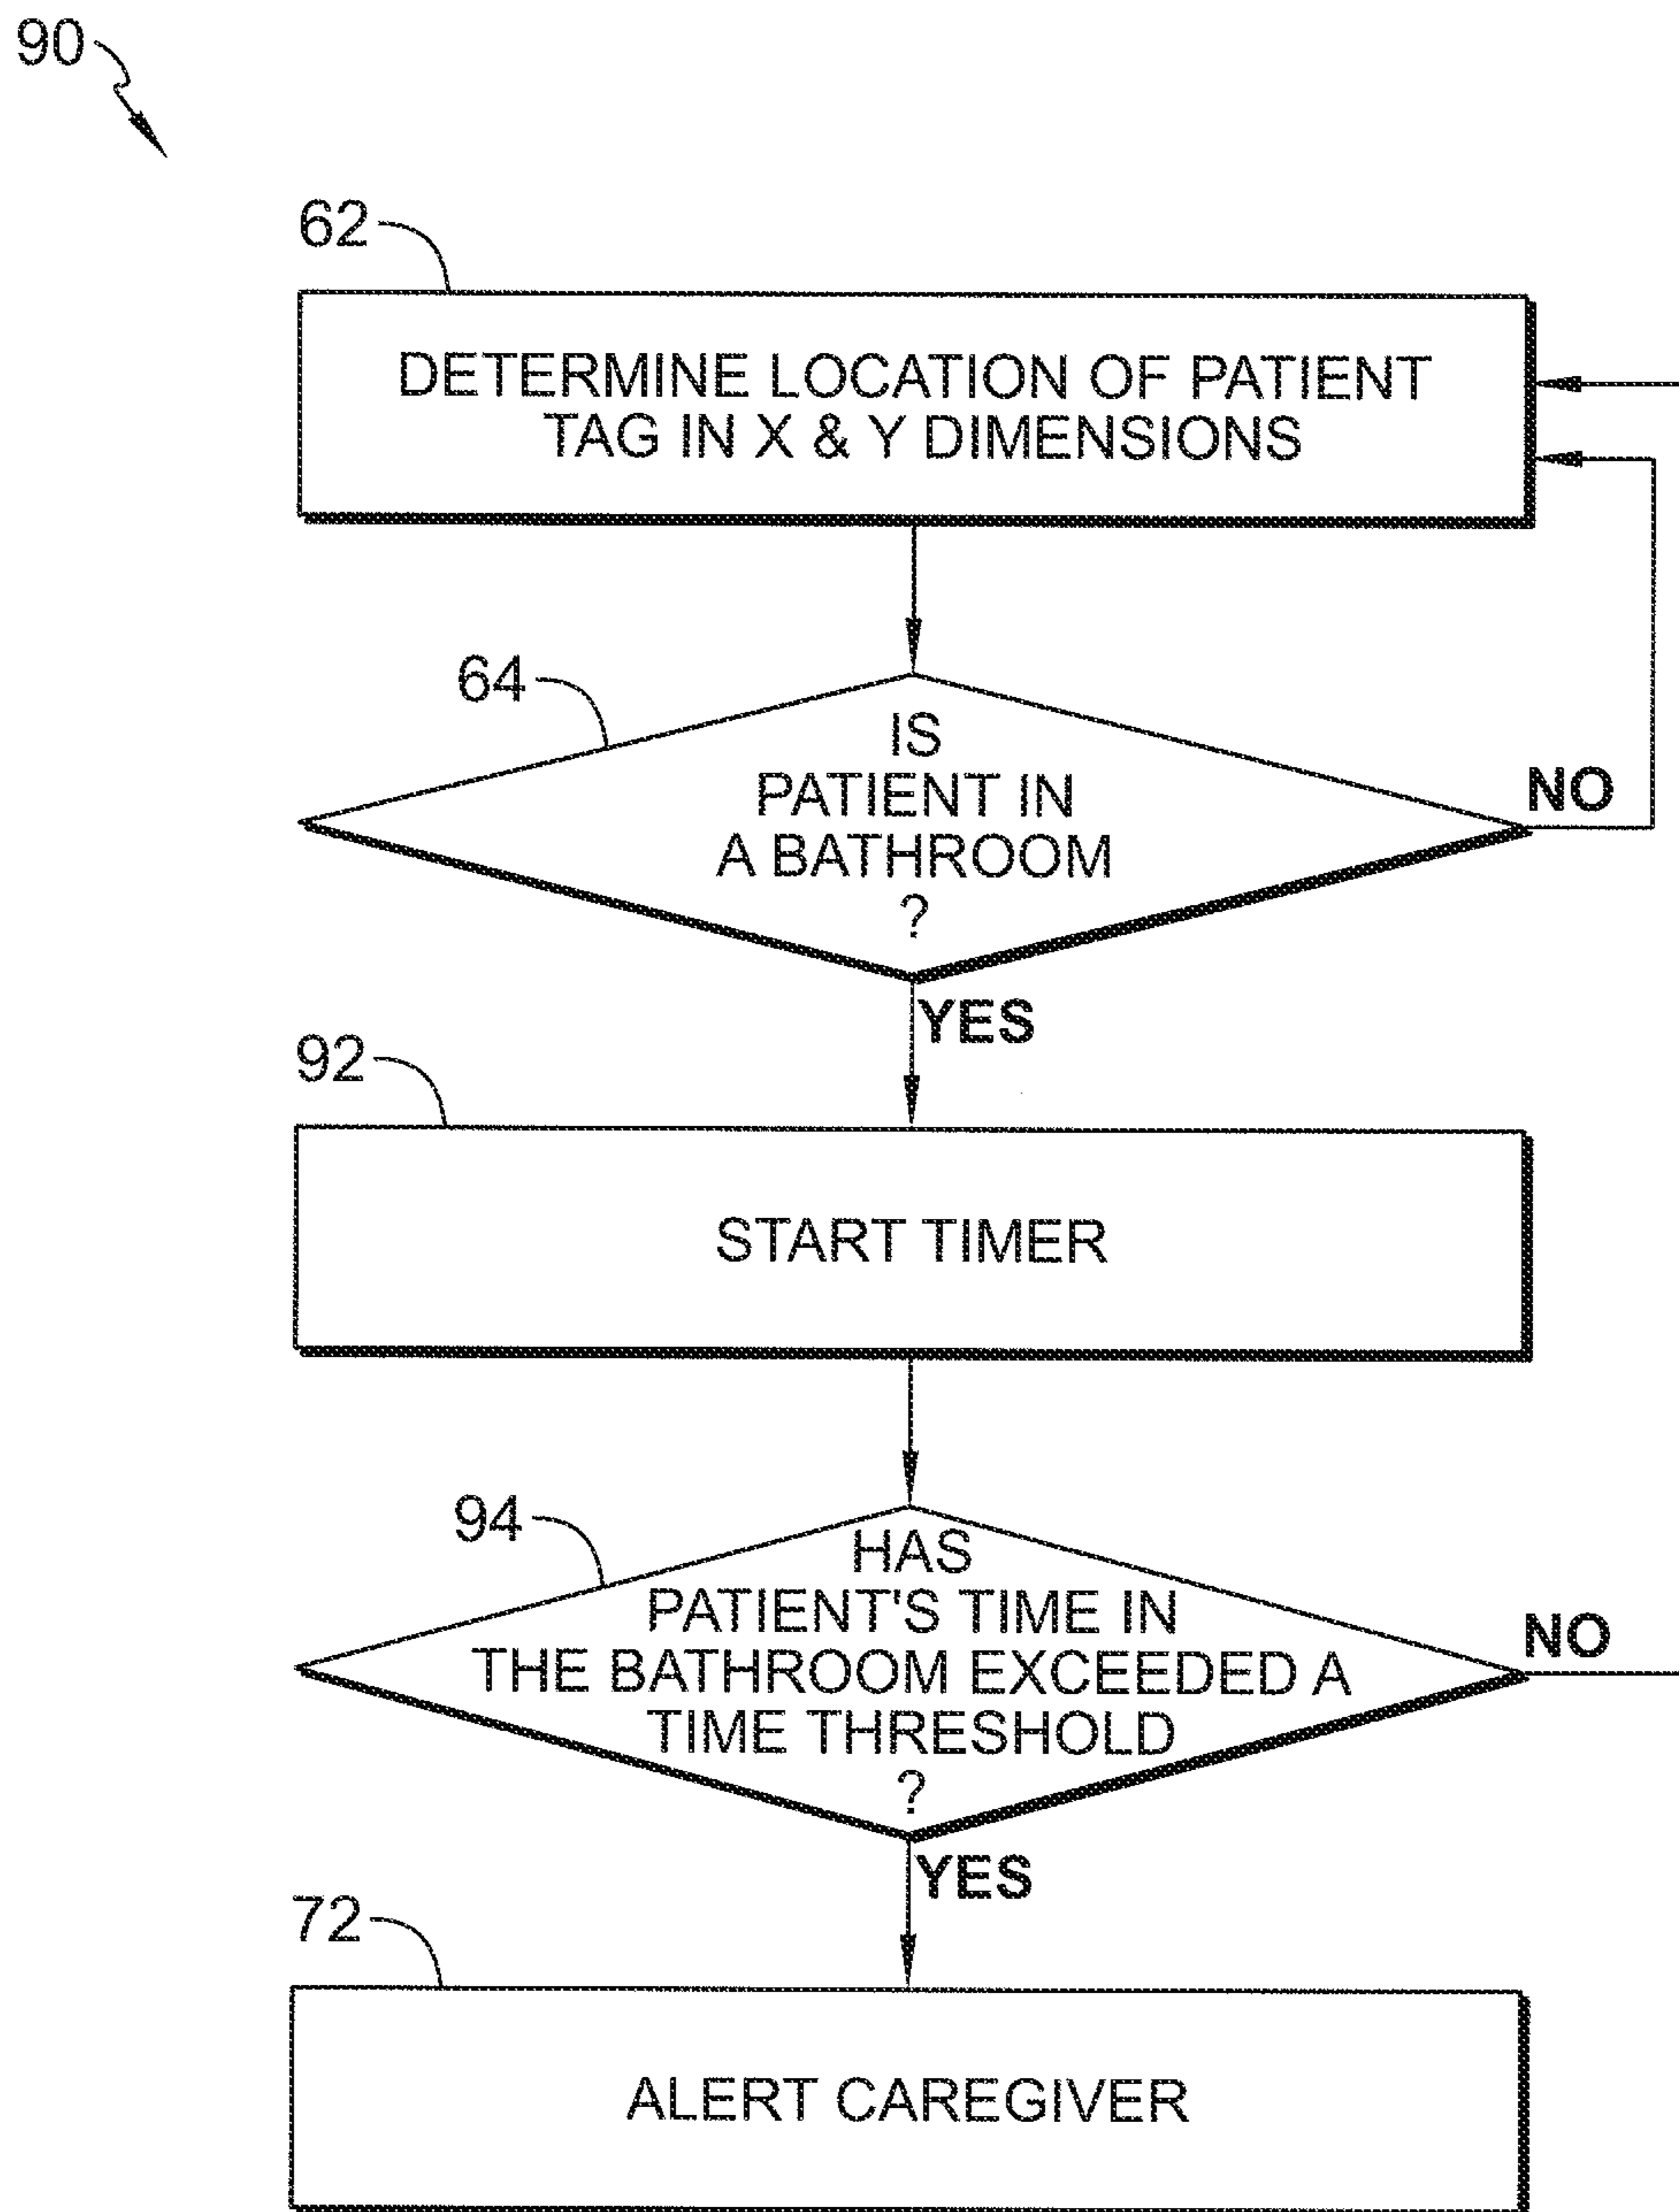 90
62
DETERMINE LOCATION OF PATIENT
TAG IN X & Y DIMENSIONS
64
IS
PATIENT IN
A BATHROOM
?
NO
YES
92
START TIMER
94
HAS
PATIENT'S TIME IN
THE BATHROOM EXCEEDED A
TIME THRESHOLD
?
NO
YES
72
ALERT CAREGIVER